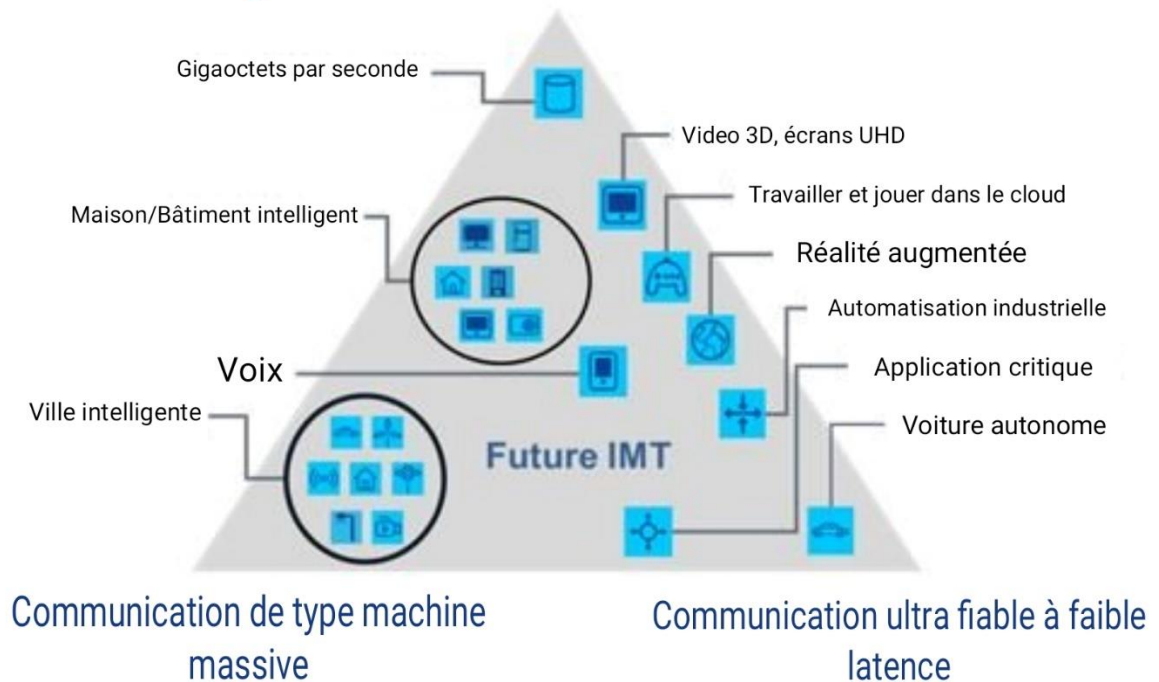 Gigaoctets par seconde
Video 3D, écrans UHD
Travailler et jouer dans le cloud
Maison/Bâtiment intelligent
Réalité augmentée
Automatisation industrielle
Voix
Application critique
Ville intelligente
Voiture autonome
Future IMT
Communication de type machine
massive
Communication ultra fiable à faible
latence